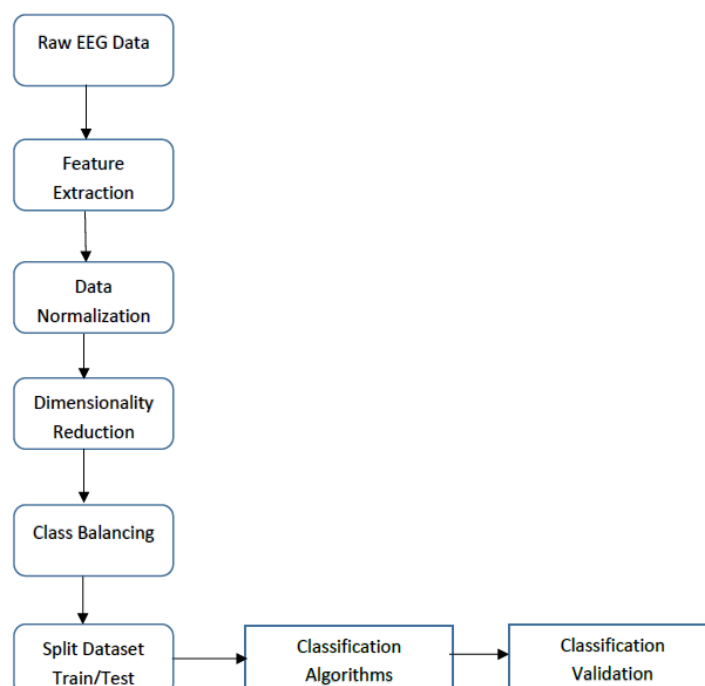 Raw EEG Data
Feature
Extraction
Data
Normalization
Dimensionality
Reduction
Class Balancing
Split Dataset
Train/Test
Classification
Algorithms
Classification
Validation